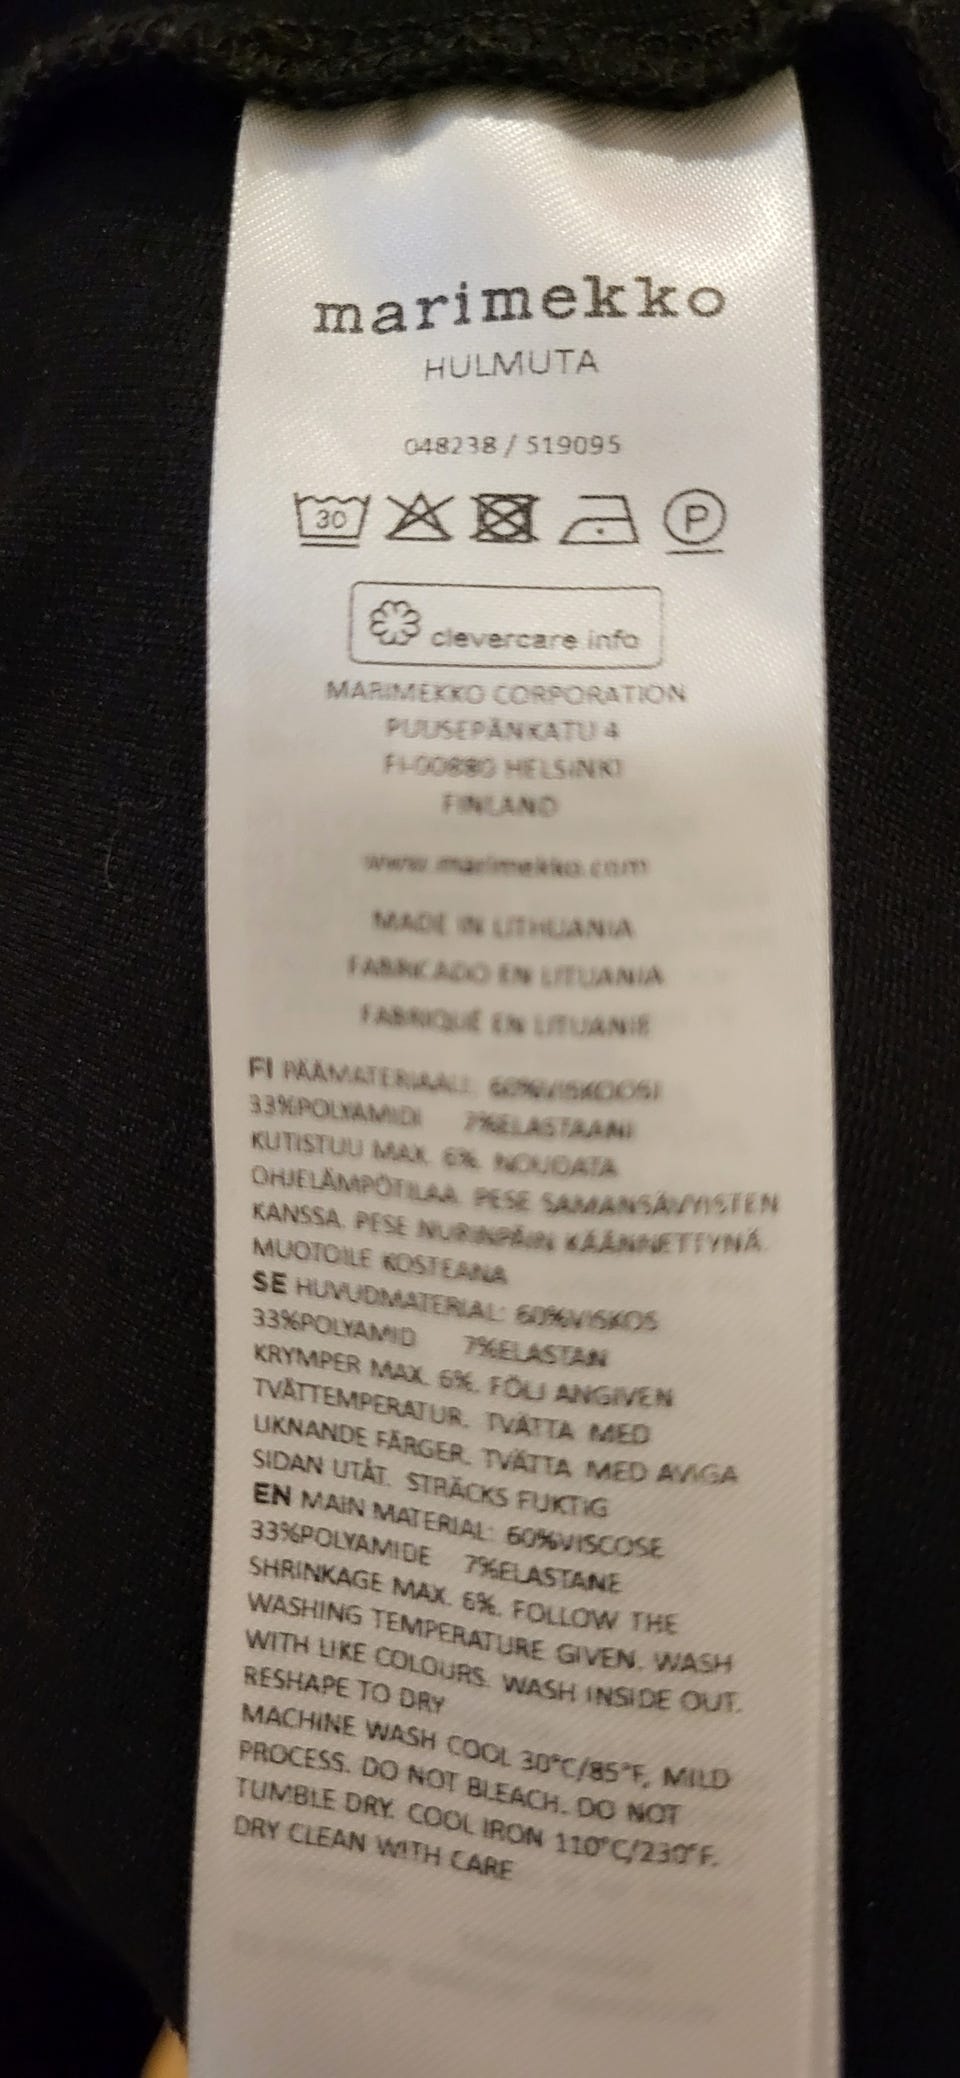 marimekko
HULMUTA
048238 / 519095
30 P
clevercare.info
MARIMEKKO CORPORATION
PUUSEPÄNKATU 4
FI-00880 HELSINKI
FINLAND
www.marimekko.com
MADE IN LITHUANIA
FABRICADO EN LITUANIA
FABRIQUÉ EN LITUANIE
FI PÄÄMATERIAALI: 60%VISKOOSI
33%POLYAMIDI 7%ELASTAANI
KUTISTUU MAX. 6%. NOUDATA
OHJELÄMPÖTILAA. PESE SAMANSÄVYISTEN
KANSSA. PESE NURINPÄIN KÄÄNNETTYNÄ.
MUOTOILE KOSTEANA
SE HUVUDMATERIAL: 60%VISKOS
33%POLYAMID 7%ELASTAN
KRYMPER MAX. 6%. FÖLJ ANGIVEN
TVÄTTEMPERATUR. TVÄTTA MED
LIKNANDE FÄRGER. TVÄTTA MED AVIGA
SIDAN UTÅT. STRÄCKS FUKTIG
EN MAIN MATERIAL: 60%VISCOSE
33%POLYAMIDE 7%ELASTANE
SHRINKAGE MAX. 6%. FOLLOW THE
WASHING TEMPERATURE GIVEN. WASH
WITH LIKE COLOURS. WASH INSIDE OUT.
RESHAPE TO DRY
MACHINE WASH COOL 30°C/85°F, MILD
PROCESS. DO NOT BLEACH. DO NOT
TUMBLE DRY. COOL IRON 110°C/230°F.
DRY CLEAN WITH CARE